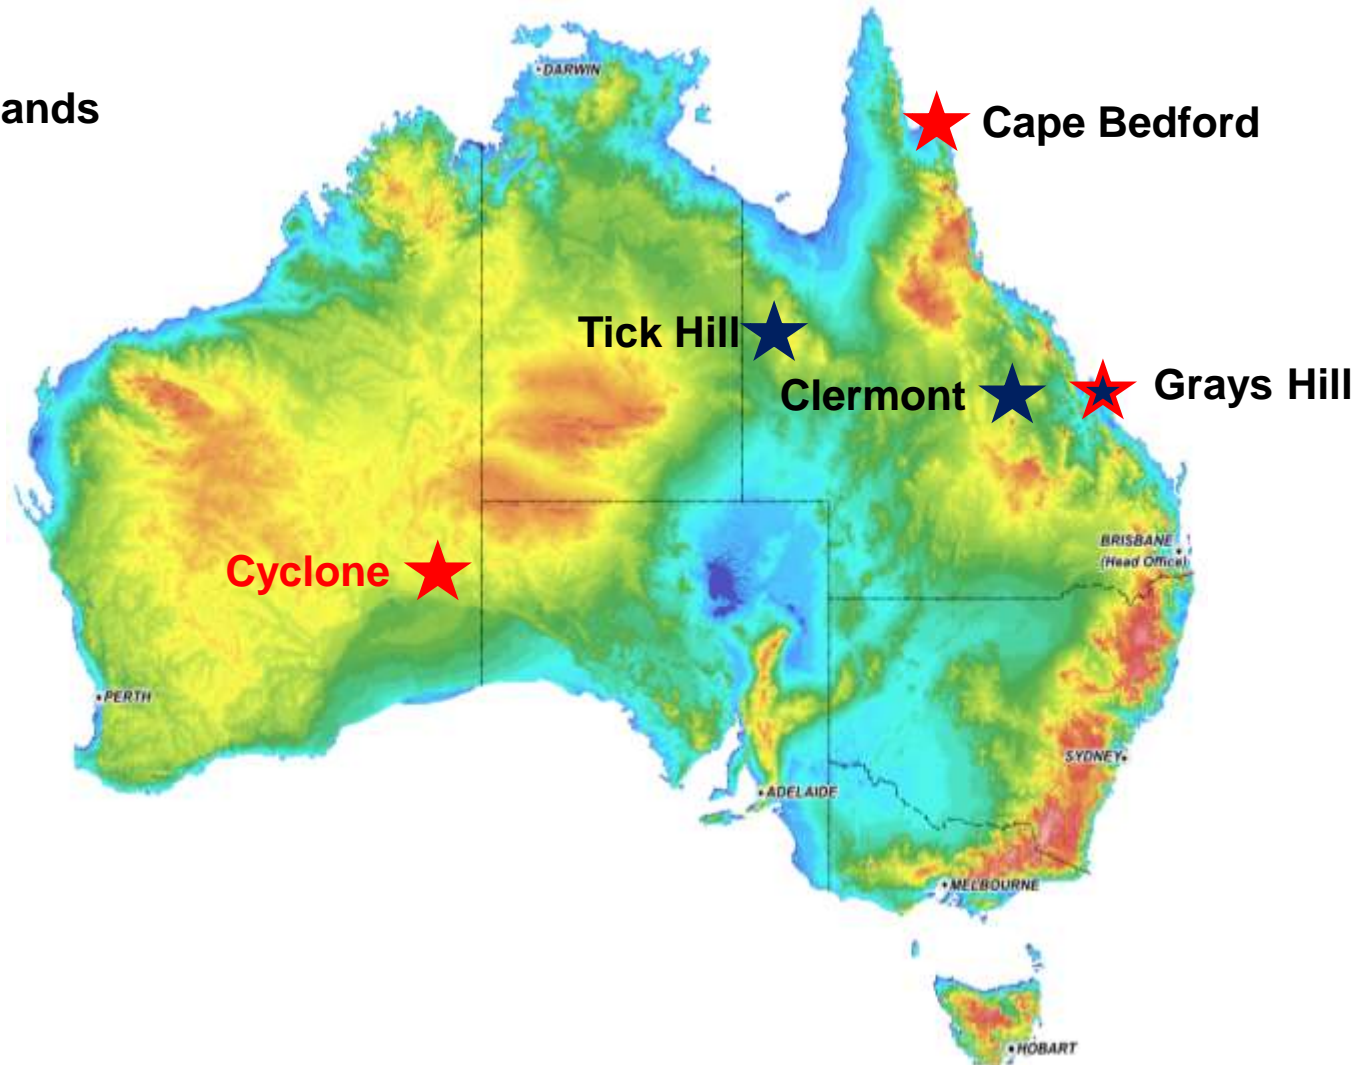 DARWIN
ands
Cape Bedford
Tick Hill
Clermont
Grays Hill
BRISBANE
(Head Office)
Cyclone
PERTH
SYDNEY
ADELAIDE
MELBOURNE
HOBART